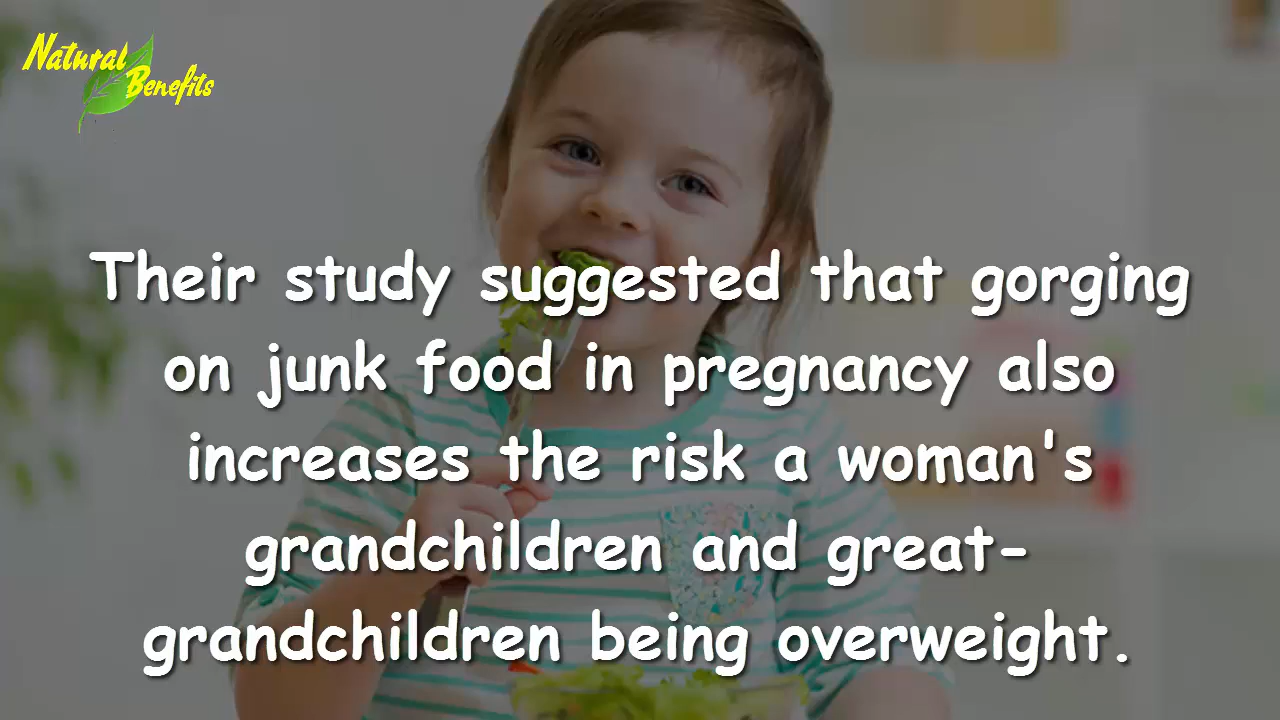 Natural
Benefits
Their study suggested that gorging
on junk food in pregnancy also
increases the risk a woman's
grandchildren and great-
grandchildren being overweight.